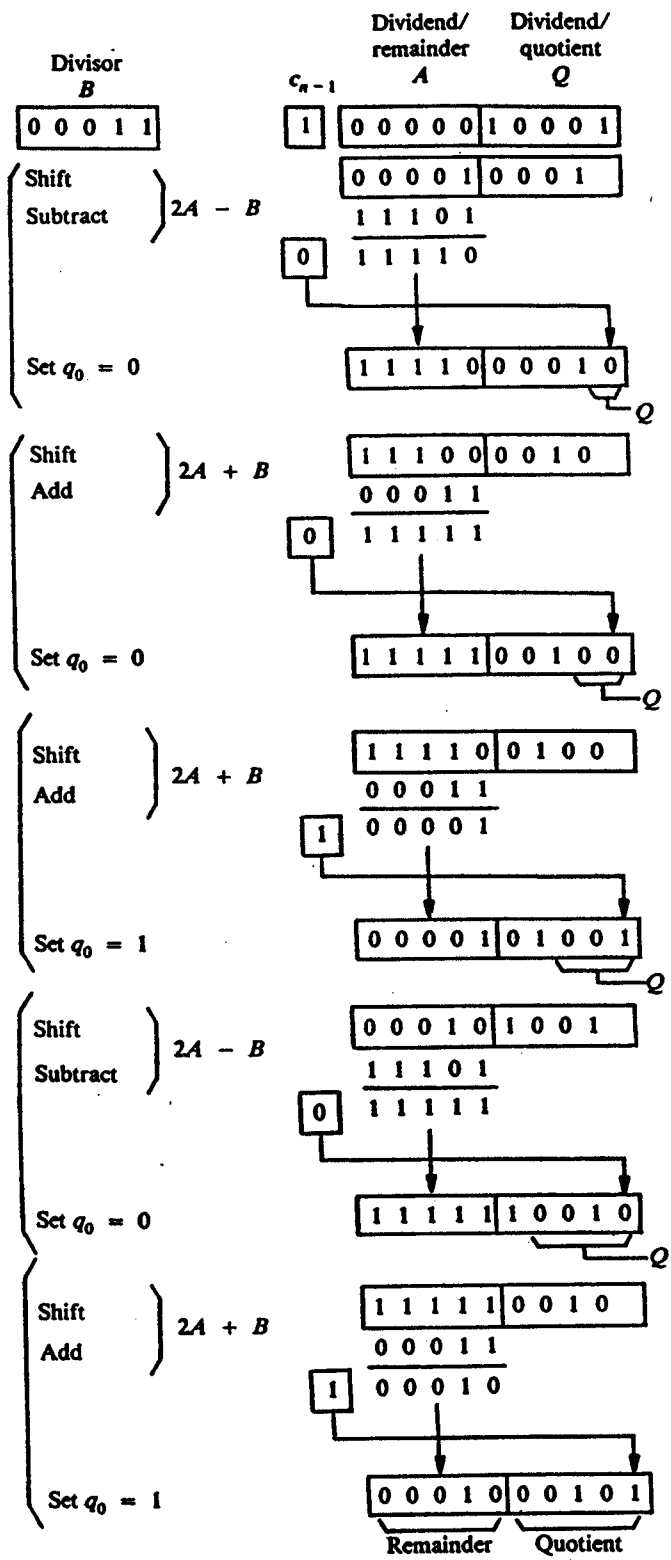 Dividend/ Dividend/
Divisor remainder quotient
B c_{n-1} A Q
0 0 0 1 1 1 0 0 0 0 0 1 0 0 0 1
Shift 0 0 0 0 1 0 0 0 1
Subtract 2A - B 1 1 1 0 1
0 1 1 1 1 0
Set q_0 = 0 1 1 1 1 0 0 0 0 1 0
Q
Shift 1 1 1 0 0 0 0 1 0
Add 2A + B 0 0 0 1 1
0 1 1 1 1 1
Set q_0 = 0 1 1 1 1 1 0 0 1 0 0
Q
Shift 1 1 1 1 0 0 1 0 0
Add 2A + B 0 0 0 1 1
1 0 0 0 0 1
Set q_0 = 1 0 0 0 0 1 0 1 0 0 1
Q
Shift 0 0 0 1 0 1 0 0 1
Subtract 2A - B 1 1 1 0 1
0 1 1 1 1 1
Set q_0 = 0 1 1 1 1 1 1 0 0 1 0
Q
Shift 1 1 1 1 1 0 0 1 0
Add 2A + B 0 0 0 1 1
1 0 0 0 1 0
Set q_0 = 1 0 0 0 1 0 0 0 1 0 1
Remainder Quotient